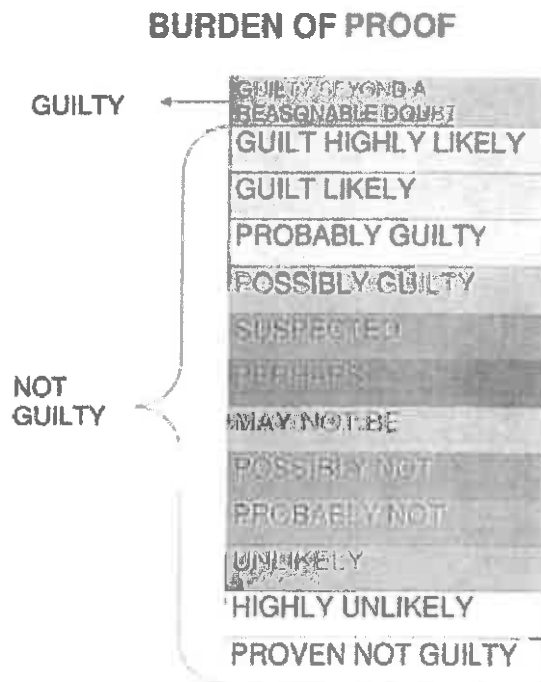 BURDEN OF PROOF
GUILTY
GUILTY BEYOND A
REASONABLE DOUBT
GUILT HIGHLY LIKELY
GUILT LIKELY
PROBABLY GUILTY
POSSIBLY GUILTY
SUSPECTED
PERHAPS
NOT
GUILTY
MAY NOT BE
POSSIBLY NOT
PROBABLY NOT
UNLIKELY
HIGHLY UNLIKELY
PROVEN NOT GUILTY